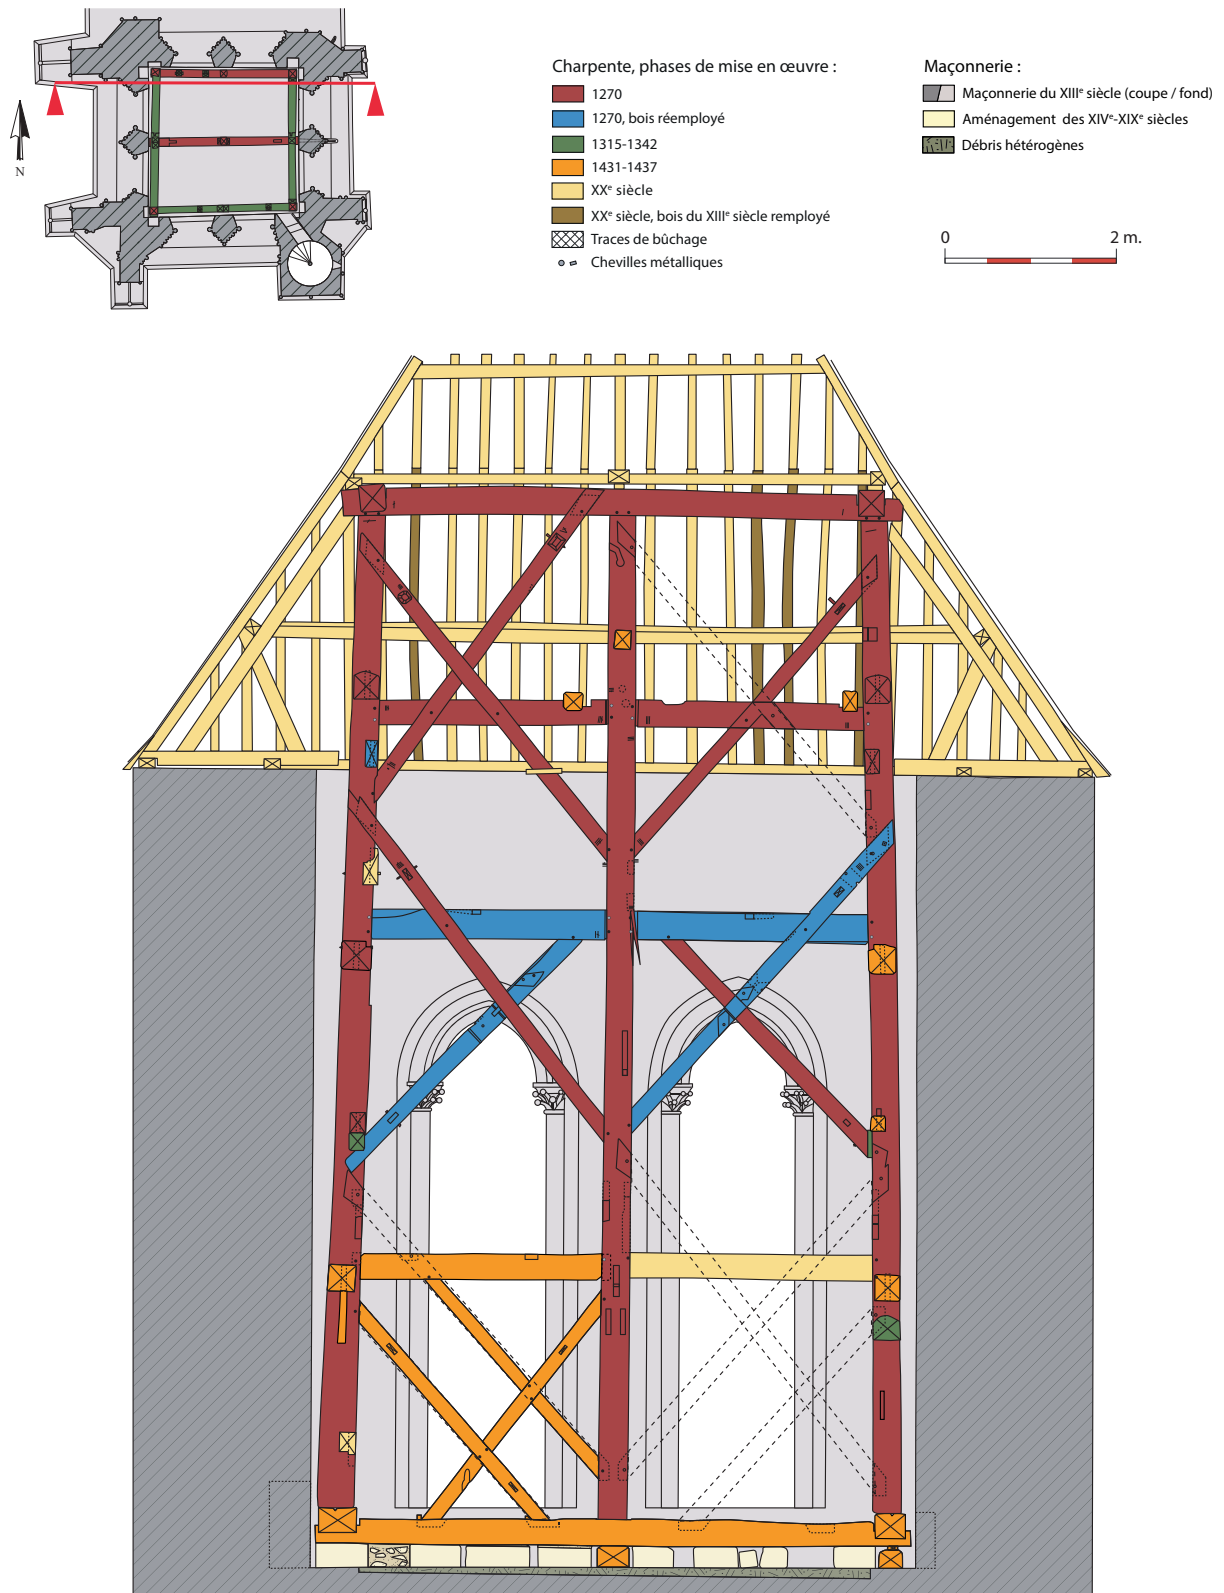 N
Charpente, phases de mise en œuvre :
1270
1270, bois réemployé
1315-1342
1431-1437
XXᵉ siècle
XXᵉ siècle, bois du XIIIᵉ siècle remployé
Traces de bûchage
Chevilles métalliques
Maçonnerie :
Maçonnerie du XIIIᵉ siècle (coupe / fond)
Aménagement des XIVᵉ-XIXᵉ siècles
Débris hétérogènes
0 2 m.